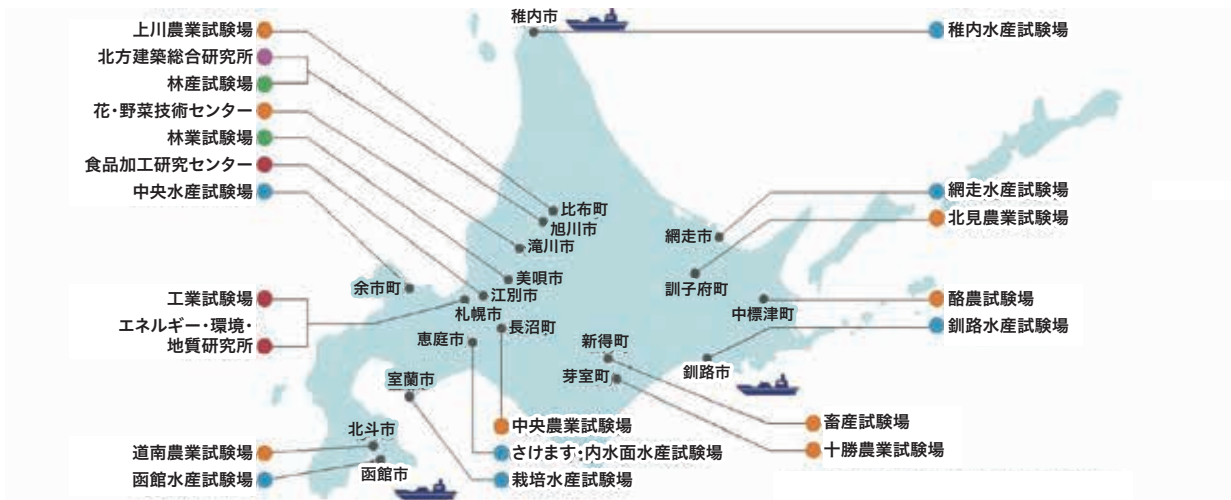 稚内市
上川農業試験場
稚内水産試験場
北方建築総合研究所
林産試験場
花・野菜技術センター
林業試験場
食品加工研究センター
中央水産試験場
網走水産試験場
比布町
北見農業試験場
旭川市
網走市
滝川市
美唄市
訓子府町
余市町
江別市
工業試験場
酪農試験場
札幌市
中標津町
エネルギー・環境・
地質研究所
長沼町
釧路水産試験場
恵庭市
新得町
釧路市
芽室町
室蘭市
畜産試験場
中央農業試験場
北斗市
道南農業試験場
さけます・内水面水産試験場
十勝農業試験場
函館市
函館水産試験場
栽培水産試験場